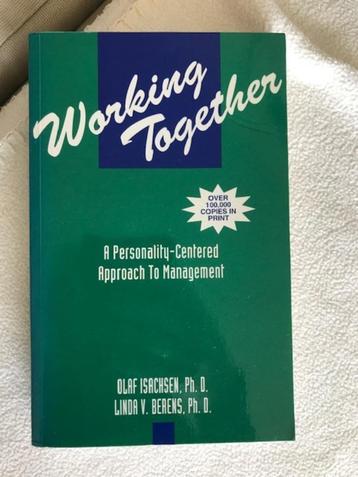 Working
Together
OVER
100,000
COPIES IN
PRINT
A Personality-Centered
Approach To Management
OLAF ISACHSEN, Ph. D.
LINDA V. BERENS, Ph. D.